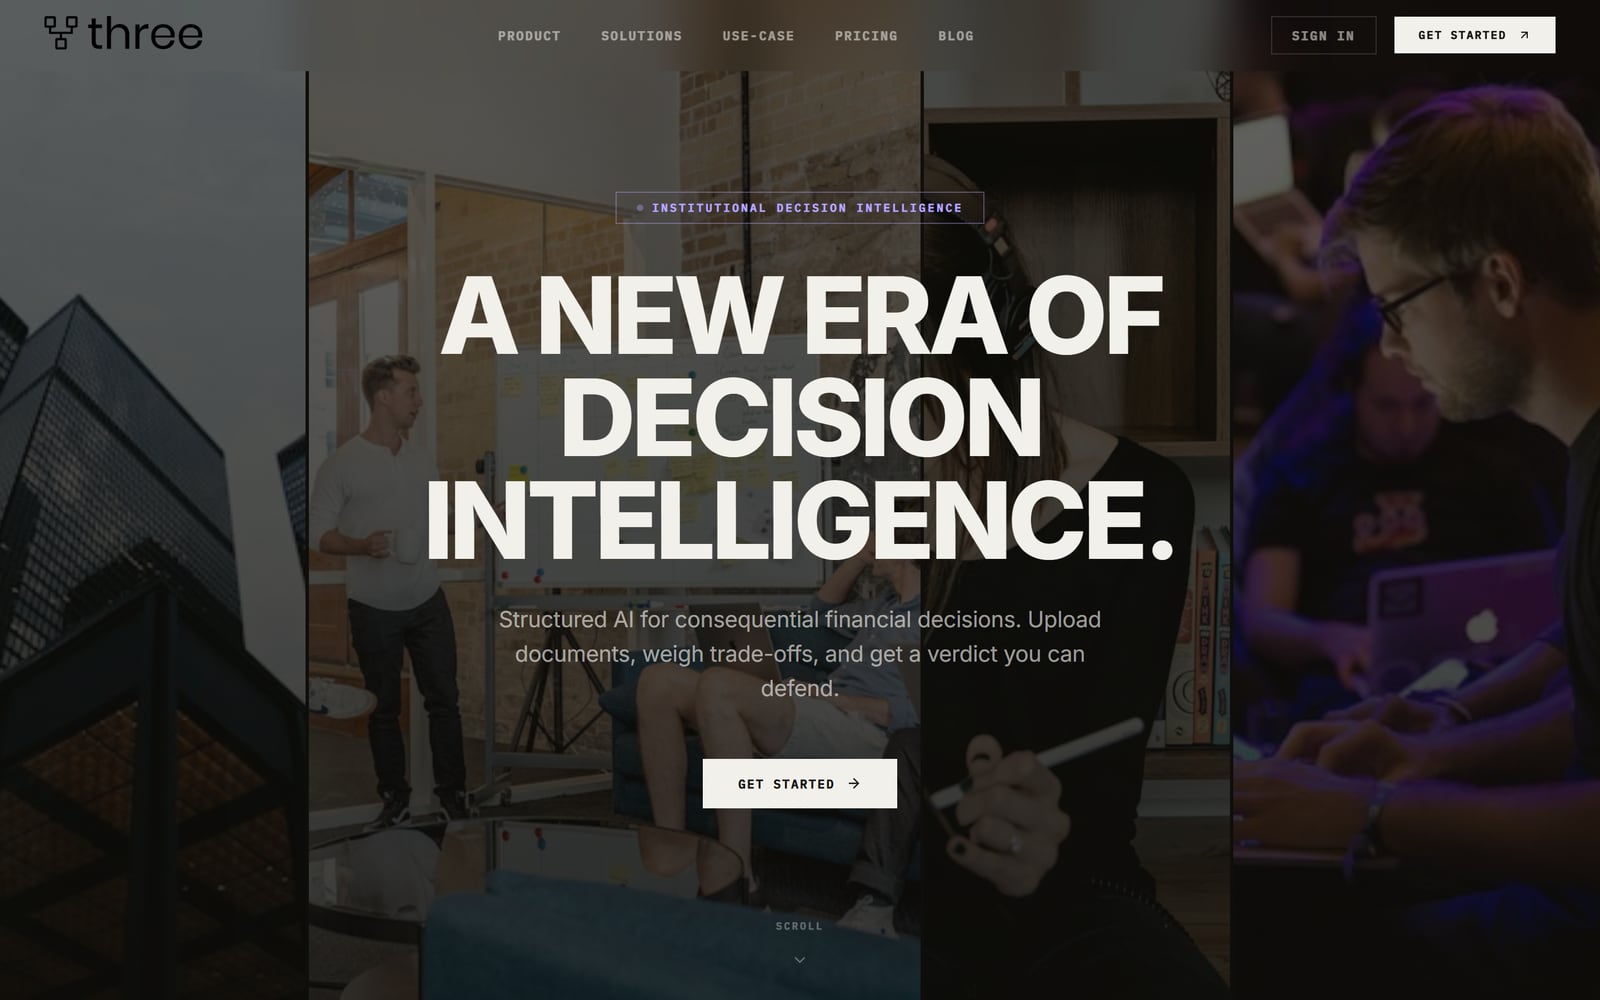 three
PRODUCT
SOLUTIONS
USE-CASE
PRICING
BLOG
SIGN IN
GET STARTED
INSTITUTIONAL DECISION INTELLIGENCE
A NEW ERA OF
DECISION
INTELLIGENCE.
Structured AI for consequential financial decisions. Upload
documents, weigh trade-offs, and get a verdict you can
defend.
GET STARTED
SCROLL